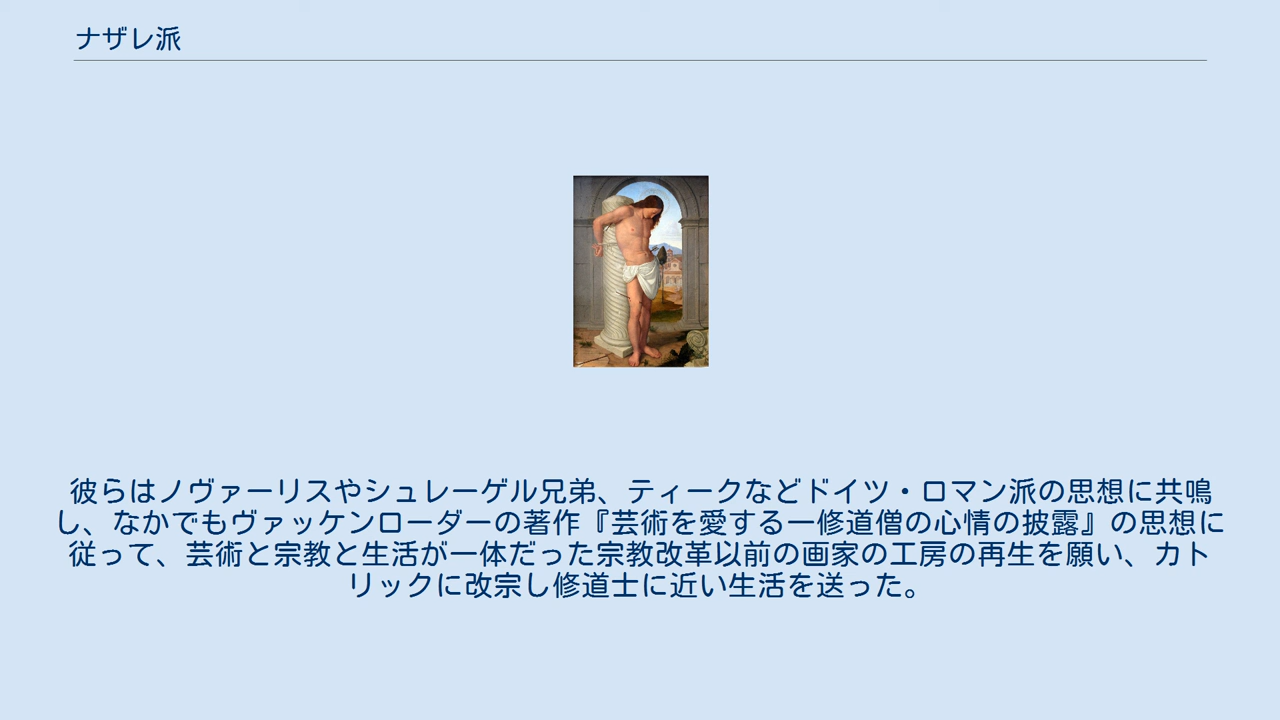 ナザレ派
彼らはノヴァーリスやシュレーゲル兄弟、ティークなどドイツ・ロマン派の思想に共鳴
し、なかでもヴァッケンローダーの著作『芸術を愛する一修道僧の心情の披露』の思想に
従って、芸術と宗教と生活が一体だった宗教改革以前の画家の工房の再生を願い、カト
リックに改宗し修道士に近い生活を送った。